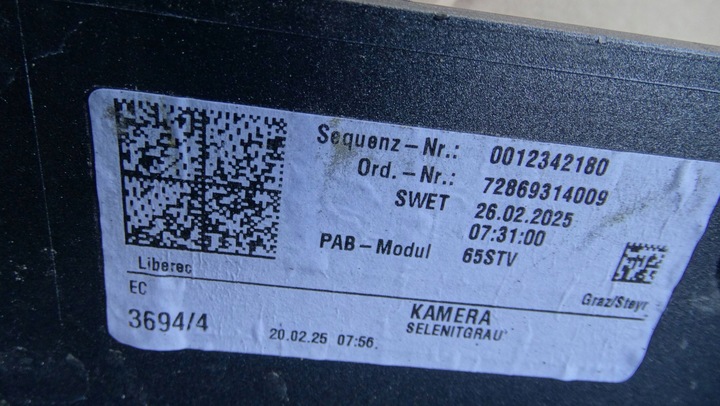 Sequenz-Nr.: 0012342180
Ord.-Nr.: 72869314009
SWET 26.02.2025
07:31:00
PAB-Modul 65STV
Liberec Graz/Steyr
EC KAMERA
SELENITGRAU
3694/4 20.02.25 07:56